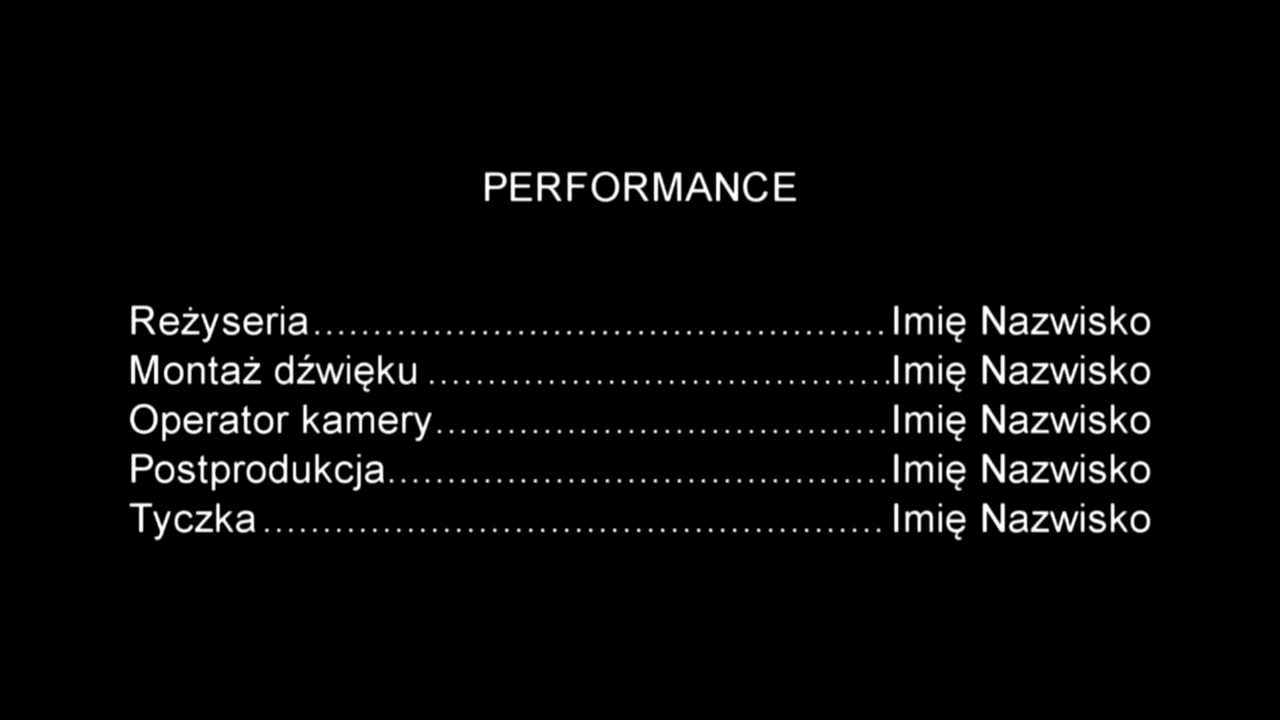 PERFORMANCE
Reżyseria................................................Imię Nazwisko
Montaż dźwięku.......................................Imię Nazwisko
Operator kamery......................................Imię Nazwisko
Postprodukcja..........................................Imię Nazwisko
Tyczka....................................................Imię Nazwisko